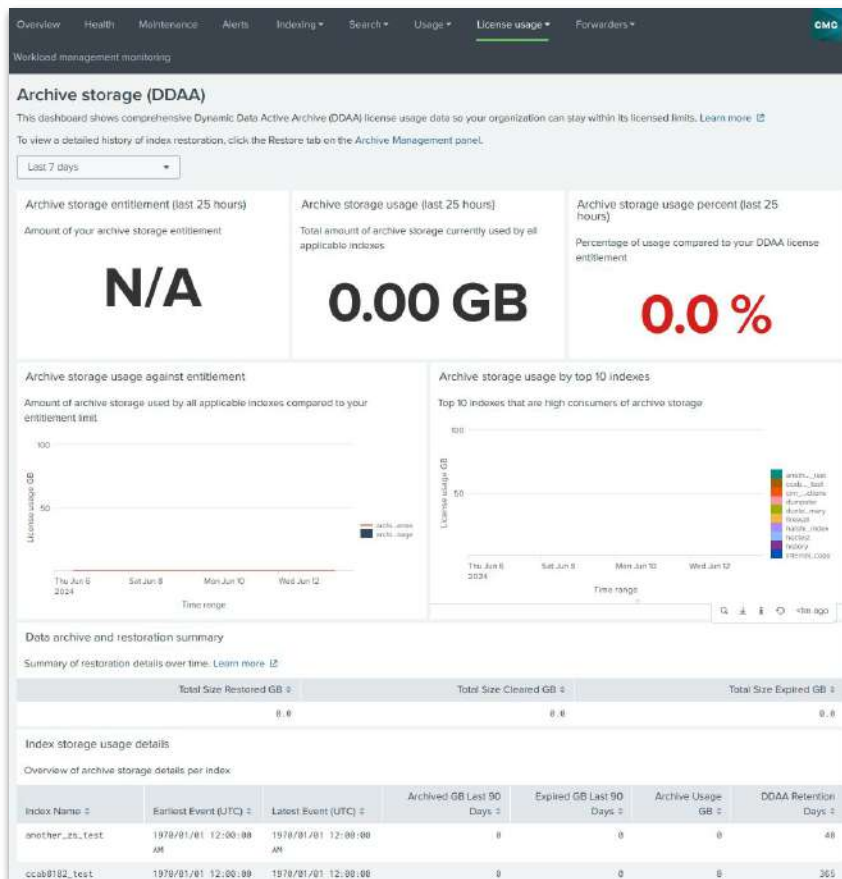 Overview Health Maintenance Alerts Indexing Search Usage License usage Forwarders CMC
Workload management monitoring
Archive storage (DDAA)
This dashboard shows comprehensive Dynamic Data Active Archive (DDAA) license usage data so your organization can stay within its licensed limits. Learn more
To view a detailed history of index restoration, click the Restore tab on the Archive Management panel.
Last 7 days
Archive storage entitlement (last 25 hours)
Amount of your archive storage entitlement
N/A
Archive storage usage (last 25 hours)
Total amount of archive storage currently used by all
applicable indexes
0.00 GB
Archive storage usage percent (last 25
hours)
Percentage of usage compared to your DDAA license
entitlement
0.0 %
Archive storage usage against entitlement
Amount of archive storage used by all applicable indexes compared to your
entitlement limit
License usage GB
100
50
Thu Jun 6 Sat Jun 8 Mon Jun 10 Wed Jun 12
2024
Time range
Archive storage usage by top 10 indexes
Top 10 indexes that are high consumers of archive storage
License usage GB
100
50
dumpster
firewall
history
Thu Jun 6 Sat Jun 8 Mon Jun 10 Wed Jun 12
2024
Time range
<1m ago
Data archive and restoration summary
Summary of restoration details over time. Learn more
Total Size Restored GB Total Size Cleared GB Total Size Expired GB
0.0 0.0 0.0
Index storage usage details
Overview of archive storage details per index
Index Name Earliest Event (UTC) Latest Event (UTC) Archived GB Last 90 Days Expired GB Last 90 Days Archive Usage GB DDAA Retention Days
another_zs_test 1970/01/01 12:00:00 AM 1970/01/01 12:00:00 AM 0 0 0 40
ccab0182_test 1970/01/01 12:00:00 1970/01/01 12:00:00 0 0 0 365